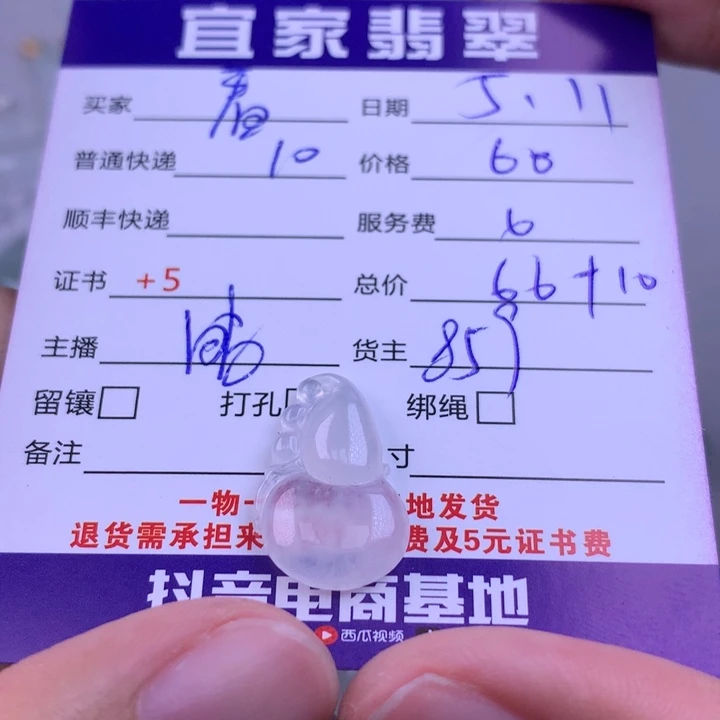 宜家翡翠
买家 春 日期 5.11
普通快递 10 价格 60
顺丰快递 服务费 6
证书 +5 总价 66+10
主播 货主 859
留镶 打孔 绑绳
备注 寸
一物一 地发货
退货需承担来 费及5元证书费
抖音电商基地
西瓜视频